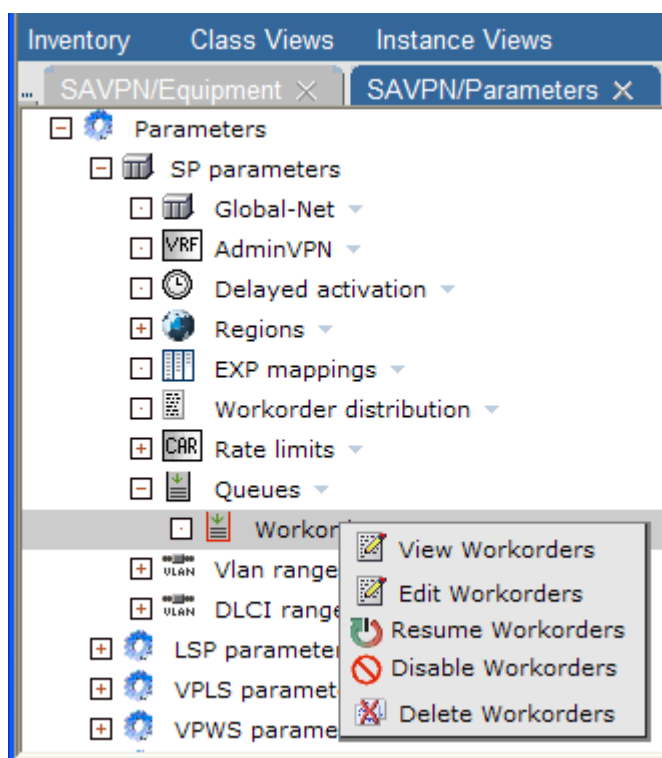 Inventory Class Views Instance Views
... SAVPN/Equipment × SAVPN/Parameters ×
Parameters
SP parameters
Global-Net
VRF AdminVPN
Delayed activation
Regions
EXP mappings
Workorder distribution
CAR Rate limits
Queues
Workor
View Workorders
VLAN Vlan range
Edit Workorders
VLAN DLCI range
Resume Workorders
LSP parameter
Disable Workorders
VPLS paramet
Delete Workorders
VPWS parame